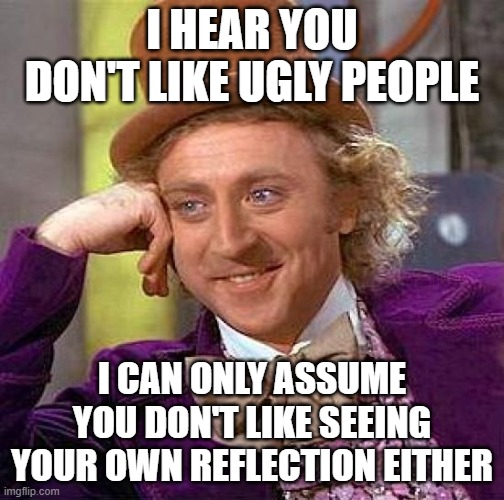 I HEAR YOU
DON'T LIKE UGLY PEOPLE
I CAN ONLY ASSUME
YOU DON'T LIKE SEEING
YOUR OWN REFLECTION EITHER
imgflip.com